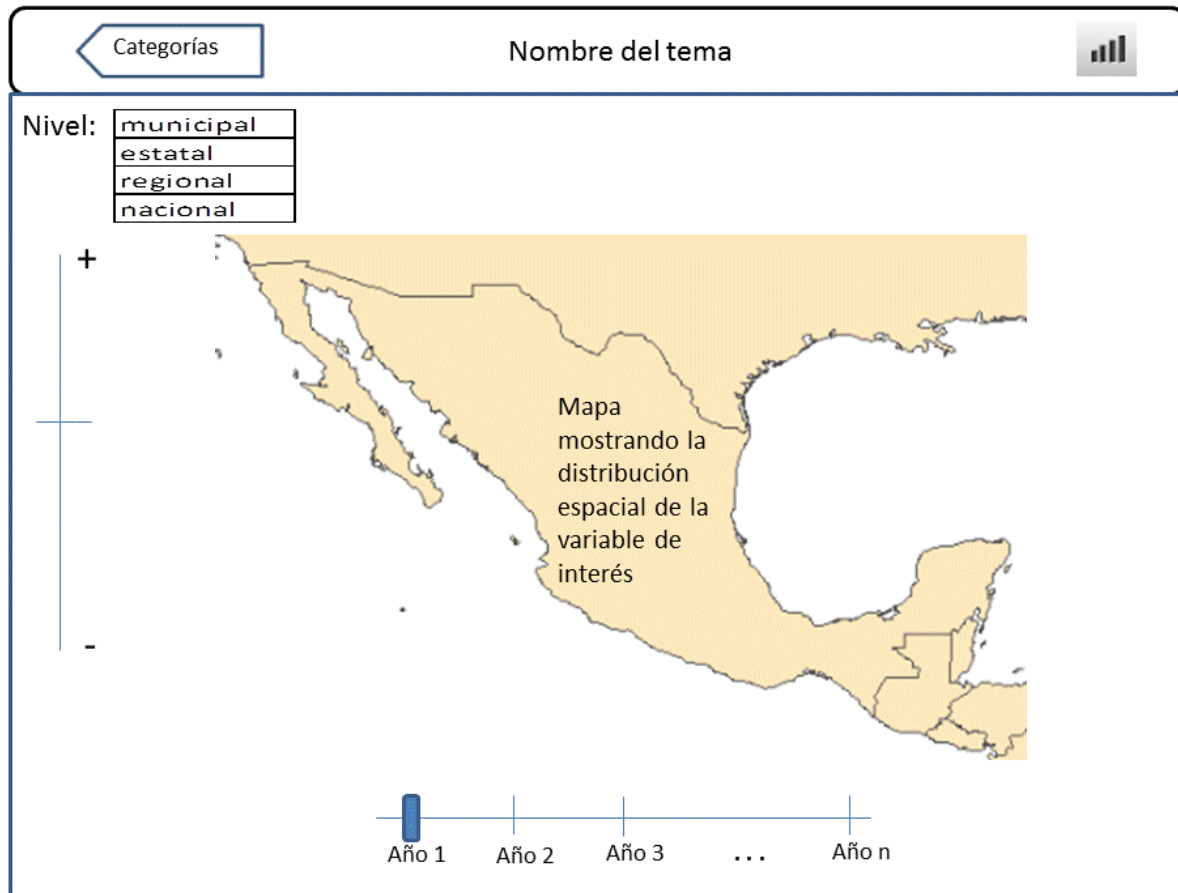 Categorías
Nombre del tema
Nivel:
municipal
estatal
regional
nacional
+
-
Mapa
mostrando la
distribución
espacial de la
variable de
interés
Año 1 Año 2 Año 3 ... Año n